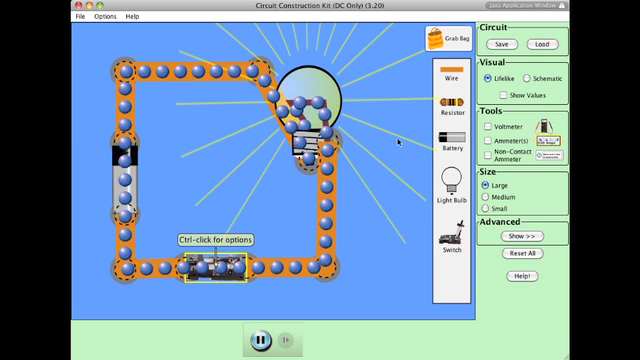 Circuit Construction Kit (DC Only) (3.20)
Java Application Window
File Options Help
Grab Bag
Wire
Resistor
Battery
Light Bulb
Switch
Ctrl-click for options
Circuit
Save Load
Visual
Lifelike Schematic
Show Values
Tools
Voltmeter
Ammeter(s)
Non-Contact
Ammeter
Size
Large
Medium
Small
Advanced
Show >>
Reset All
Help!